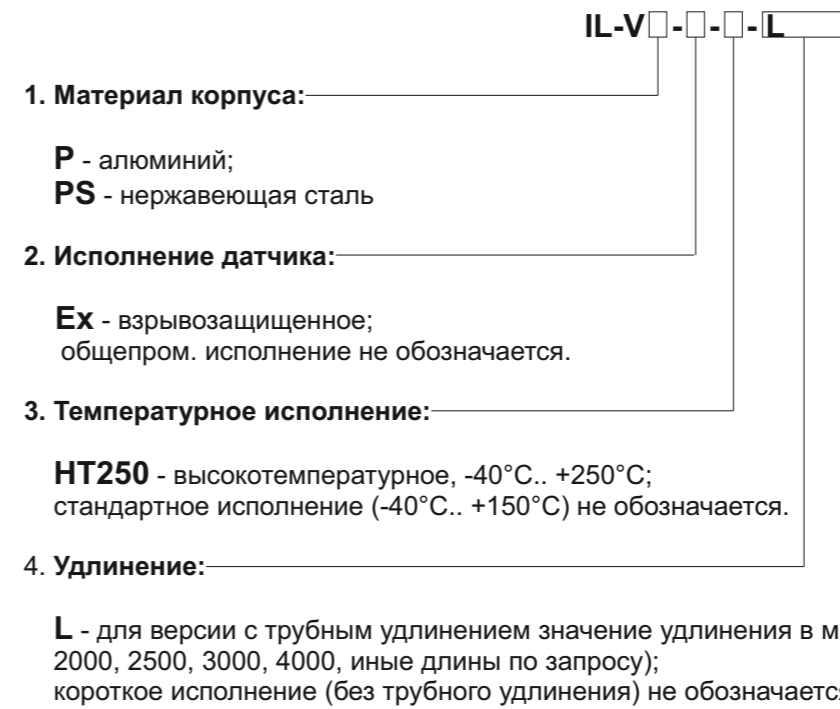 IL-V□-□-□-L
1. Материал корпуса:
P - алюминий;
PS - нержавеющая сталь
2. Исполнение датчика:
Ex - взрывозащищенное;
общепром. исполнение не обозначается.
3. Температурное исполнение:
HT250 - высокотемпературное, -40°C.. +250°C;
стандартное исполнение (-40°C.. +150°C) не обозначается.
4. Удлинение:
L - для версии с трубным удлинением значение удлинения в м
2000, 2500, 3000, 4000, иные длины по запросу);
короткое исполнение (без трубного удлинения) не обозначаетс